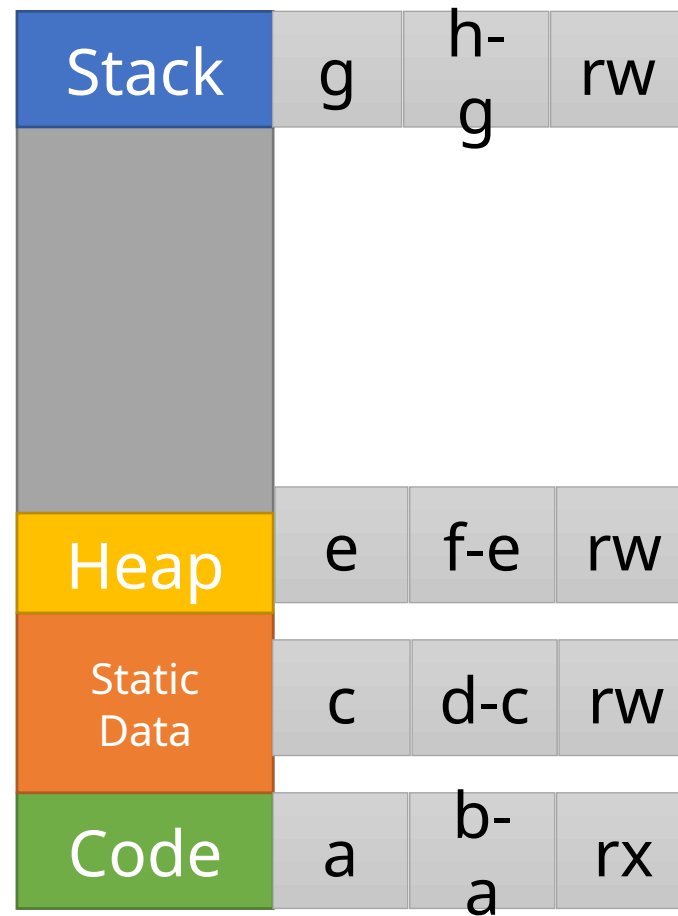 Stack
g
h-
g
rw
Heap
e
f-e
rw
Static
Data
c
d-c
rw
Code
a
b-
a
rx